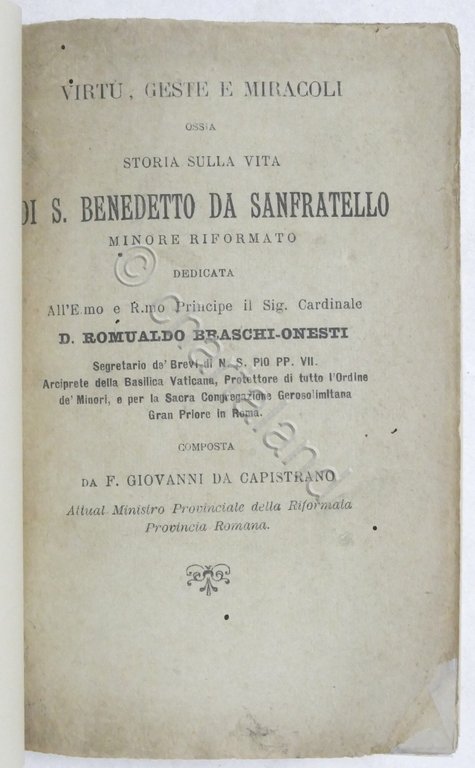 VIRTÙ, GESTE E MIRACOLI
OSSIA
STORIA SULLA VITA
DI S. BENEDETTO DA SANFRATELLO
MINORE RIFORMATO
DEDICATA
All'E.mo e R.mo Principe il Sig. Cardinale
D. ROMUALDO BRASCHI-ONESTI
Segretario de' Brevi di N. S. PIO PP. VII.
Arciprete della Basilica Vaticana, Protettore di tutto l'Ordine
de' Minori, e per la Sacra Congregazione Gerosolimitana
Gran Priore in Roma.
COMPOSTA
DA F. GIOVANNI DA CAPISTRANO
Attual Ministro Provinciale della Riformata
Provincia Romana.
© crafaland